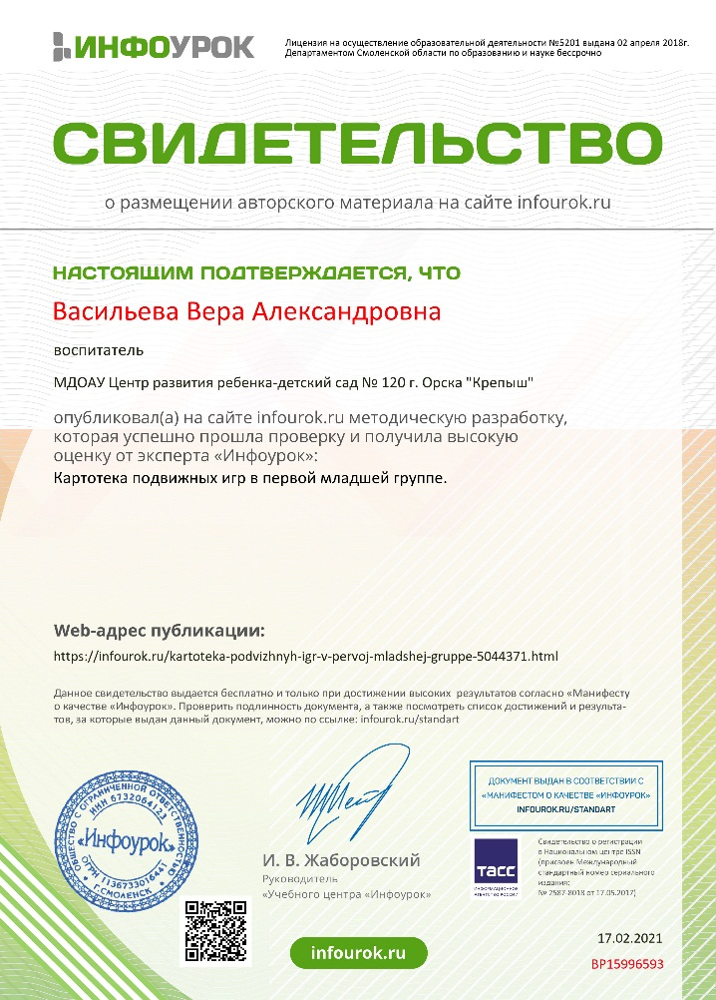 ИНФОУРОК
Лицензия на осуществление образовательной деятельности №5201 выдана 02 апреля 2018г.
Департаментом Смоленской области по образованию и науке бессрочно
СВИДЕТЕЛЬСТВО
о размещении авторского материала на сайте infourok.ru
НАСТОЯЩИМ ПОДТВЕРЖДАЕТСЯ, ЧТО
Васильева Вера Александровна
воспитатель
МДОАУ Центр развития ребенка-детский сад № 120 г. Орска "Крепыш"
опубликовал(а) на сайте infourok.ru методическую разработку,
которая успешно прошла проверку и получила высокую
оценку от эксперта «Инфоурок»:
Картотека подвижных игр в первой младшей группе.
Web-адрес публикации:
https://infourok.ru/kartoteka-podvizhnyh-igr-v-pervoj-mladshej-gruppe-5044371.html
Данное свидетельство выдается бесплатно и только при достижении высоких результатов согласно «Манифесту
о качестве «Инфоурок». Проверить подлинность документа, а также посмотреть список достижений и результа-
тов, за которые выдан данный документ, можно по ссылке: infourok.ru/standart
ОБЩЕСТВО С ОГРАНИЧЕННОЙ ОТВЕТСТВЕННОСТЬЮ
ИНН 6732064123
«Инфоурок»
ОГРН 1136733016441
Г.СМОЛЕНСК
И. В. Жаборовский
Руководитель
«Учебного центра «Инфоурок»
ДОКУМЕНТ ВЫДАН В СООТВЕТСТВИИ С
«МАНИФЕСТОМ О КАЧЕСТВЕ «ИНФОУРОК»
INFOUROK.RU/STANDART
ТАСС
ИНФОРМАЦИОННОЕ
АГЕНТСТВО РОССИИ
Свидетельство о регистрации
в Национальном центре ISSN
(присвоен Международный
стандартный номер сериального
издания:
№ 2587-8018 от 17.05.2017)
infourok.ru
17.02.2021
ВР15996593